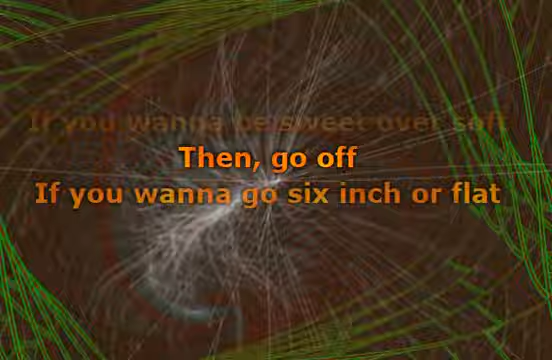 If you wanna be sweet over soft
Then, go off
If you wanna go six inch or flat